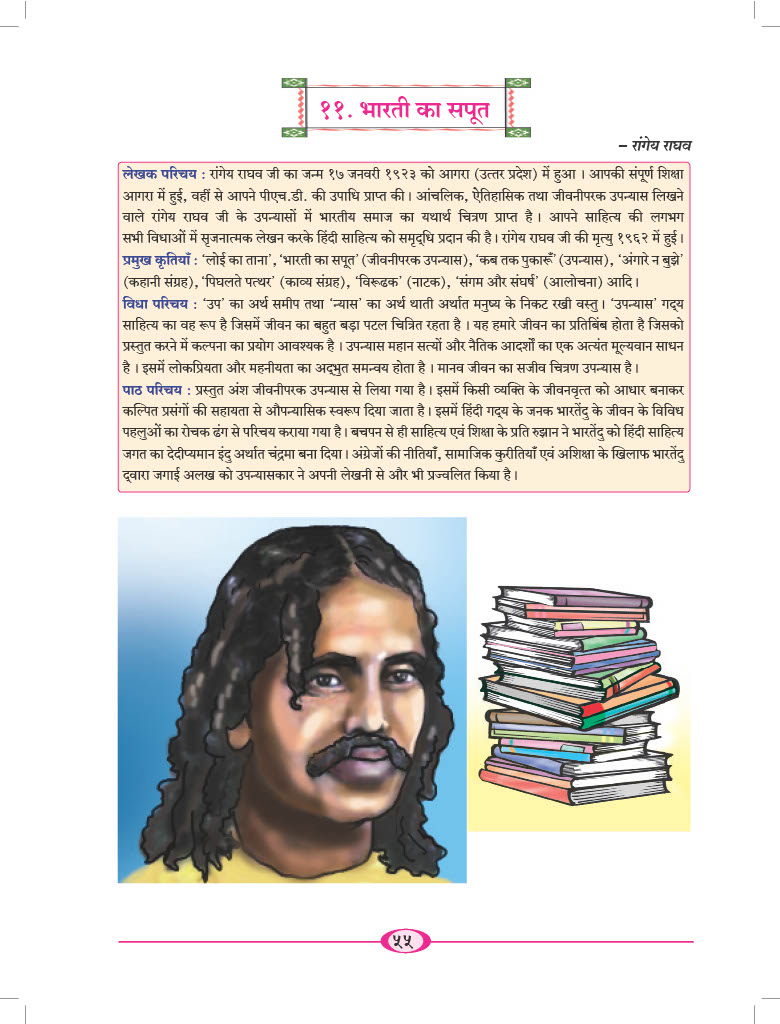 ११. भारती का सपूत
– रांगेय राघव
लेखक परिचय : रांगेय राघव जी का जन्म १७ जनवरी १९२३ को आगरा (उत्तर प्रदेश) में हुआ । आपकी संपूर्ण शिक्षा
आगरा में हुई, वहीं से आपने पीएच.डी. की उपाधि प्राप्त की । आंचलिक, ऐतिहासिक तथा जीवनीपरक उपन्यास लिखने
वाले रांगेय राघव जी के उपन्यासों में भारतीय समाज का यथार्थ चित्रण प्राप्त है । आपने साहित्य की लगभग
सभी विधाओं में सृजनात्मक लेखन करके हिंदी साहित्य को समृद्धि प्रदान की है । रांगेय राघव जी की मृत्यु १९६२ में हुई ।
प्रमुख कृतियाँ : ‘लोई का ताना’, ‘भारती का सपूत’ (जीवनीपरक उपन्यास), ‘कब तक पुकारूँ’ (उपन्यास), ‘अंगारे न बुझे’
(कहानी संग्रह), ‘पिघलते पत्थर’ (काव्य संग्रह), ‘विरूढक’ (नाटक), ‘संगम और संघर्ष’ (आलोचना) आदि ।
विधा परिचय : ‘उप’ का अर्थ समीप तथा ‘न्यास’ का अर्थ थाती अर्थात मनुष्य के निकट रखी वस्तु । ‘उपन्यास’ गद्य
साहित्य का वह रूप है जिसमें जीवन का बहुत बड़ा पटल चित्रित रहता है । यह हमारे जीवन का प्रतिबिंब होता है जिसको
प्रस्तुत करने में कल्पना का प्रयोग आवश्यक है । उपन्यास महान सत्यों और नैतिक आदर्शों का एक अत्यंत मूल्यवान साधन
है । इसमें लोकप्रियता और महनीयता का अद्भुत समन्वय होता है । मानव जीवन का सजीव चित्रण उपन्यास है ।
पाठ परिचय : प्रस्तुत अंश जीवनीपरक उपन्यास से लिया गया है । इसमें किसी व्यक्ति के जीवनवृत्त को आधार बनाकर
कल्पित प्रसंगों की सहायता से औपन्यासिक स्वरूप दिया जाता है । इसमें हिंदी गद्य के जनक भारतेंदु के जीवन के विविध
पहलुओं का रोचक ढंग से परिचय कराया गया है । बचपन से ही साहित्य एवं शिक्षा के प्रति रुझान ने भारतेंदु को हिंदी साहित्य
जगत का देदीप्यमान इंदु अर्थात चंद्रमा बना दिया । अंग्रेजों की नीतियाँ, सामाजिक कुरीतियाँ एवं अशिक्षा के खिलाफ भारतेंदु
द्वारा जगाई अलख को उपन्यासकार ने अपनी लेखनी से और भी प्रज्वलित किया है ।
५५